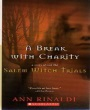 A BREAK
WITH CHARITY
SALEM WITCH TRIALS
ANN RINALDI